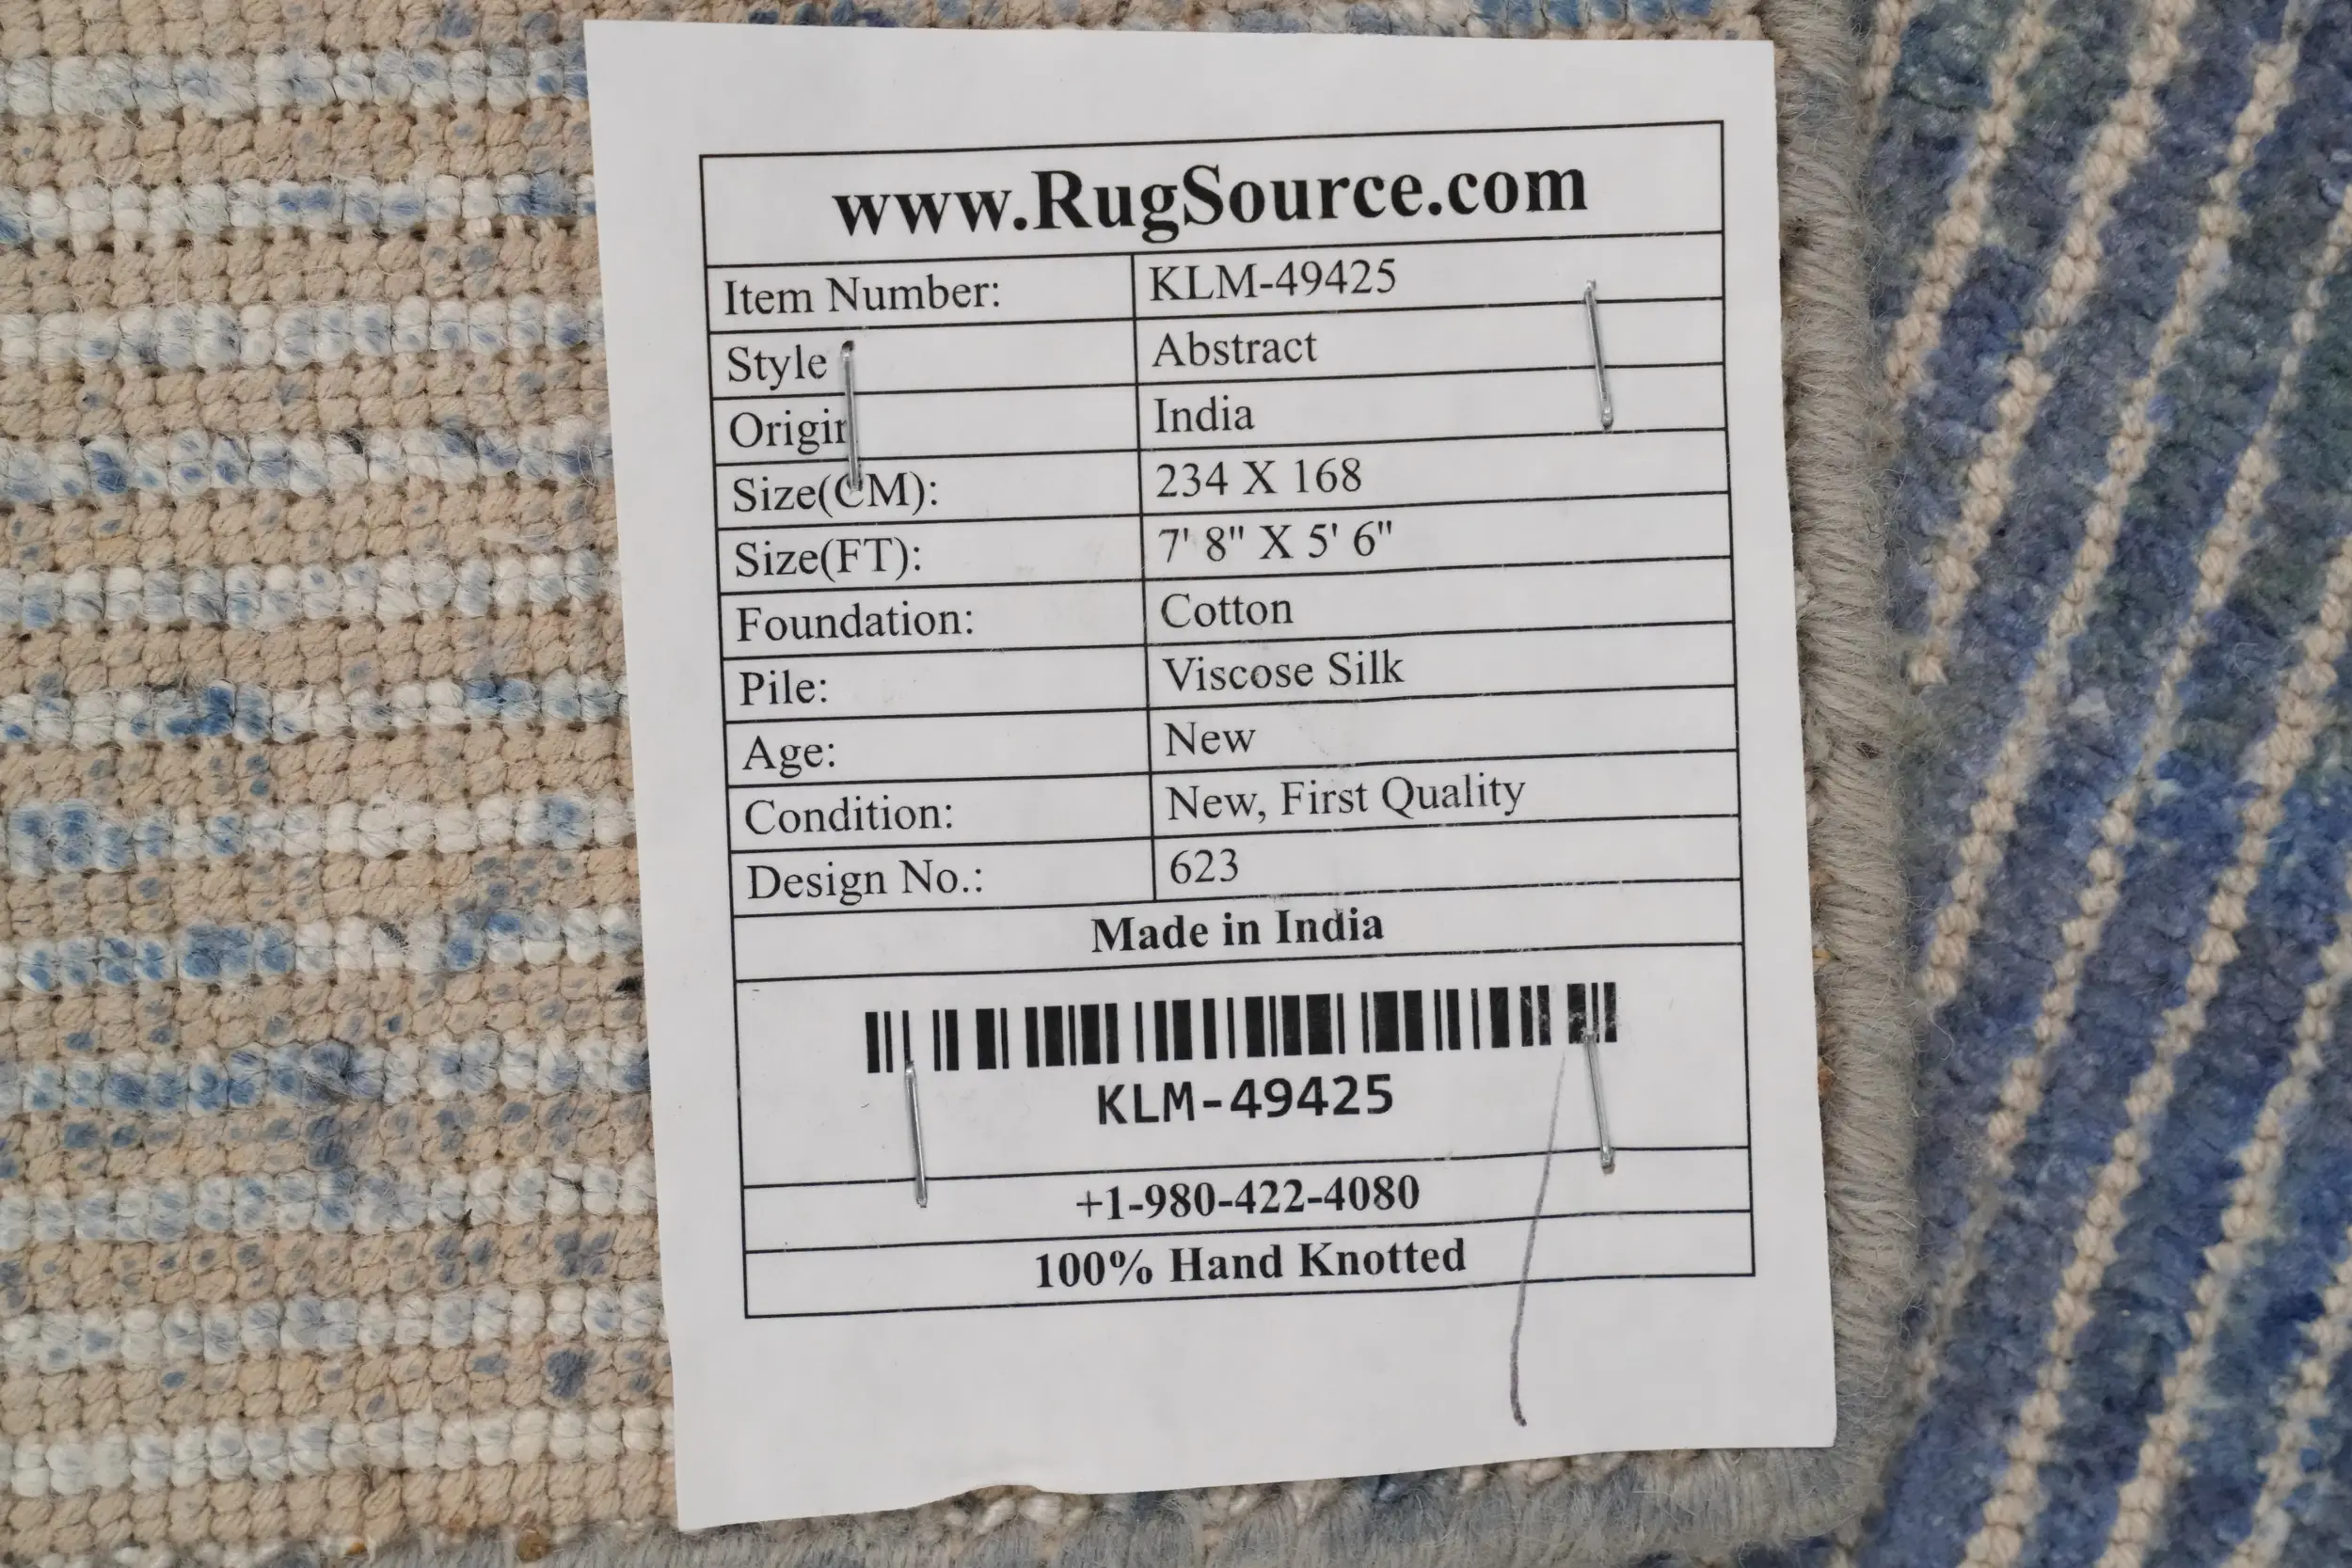 www.RugSource.com
Item Number: KLM-49425
Style Abstract
Origin India
Size(CM): 234 X 168
Size(FT): 7' 8" X 5' 6"
Foundation: Cotton
Pile: Viscose Silk
Age: New
Condition: New, First Quality
Design No.: 623
Made in India
KLM-49425
+1-980-422-4080
100% Hand Knotted